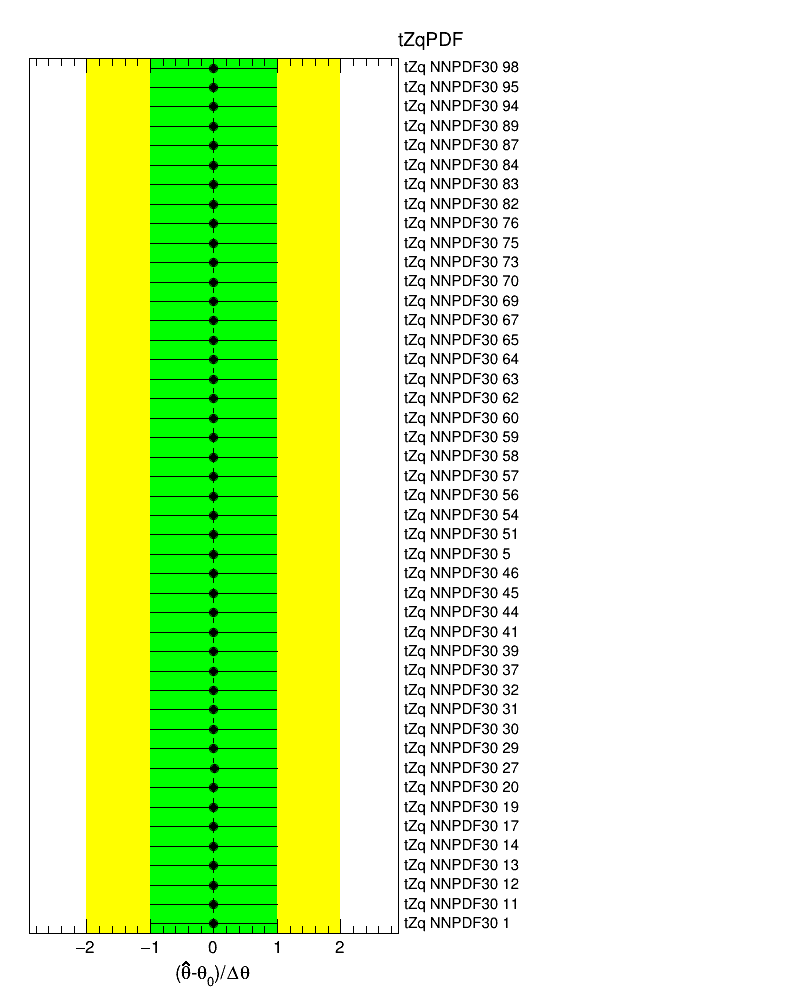 tZqPDF
tZq NNPDF30 98
tZq NNPDF30 95
tZq NNPDF30 94
tZq NNPDF30 89
tZq NNPDF30 87
tZq NNPDF30 84
tZq NNPDF30 83
tZq NNPDF30 82
tZq NNPDF30 76
tZq NNPDF30 75
tZq NNPDF30 73
tZq NNPDF30 70
tZq NNPDF30 69
tZq NNPDF30 67
tZq NNPDF30 65
tZq NNPDF30 64
tZq NNPDF30 63
tZq NNPDF30 62
tZq NNPDF30 60
tZq NNPDF30 59
tZq NNPDF30 58
tZq NNPDF30 57
tZq NNPDF30 56
tZq NNPDF30 54
tZq NNPDF30 51
tZq NNPDF30 5
tZq NNPDF30 46
tZq NNPDF30 45
tZq NNPDF30 44
tZq NNPDF30 41
tZq NNPDF30 39
tZq NNPDF30 37
tZq NNPDF30 32
tZq NNPDF30 31
tZq NNPDF30 30
tZq NNPDF30 29
tZq NNPDF30 27
tZq NNPDF30 20
tZq NNPDF30 19
tZq NNPDF30 17
tZq NNPDF30 14
tZq NNPDF30 13
tZq NNPDF30 12
tZq NNPDF30 11
tZq NNPDF30 1
−2 −1 0 1 2
(θ̂-θ₀)/Δθ